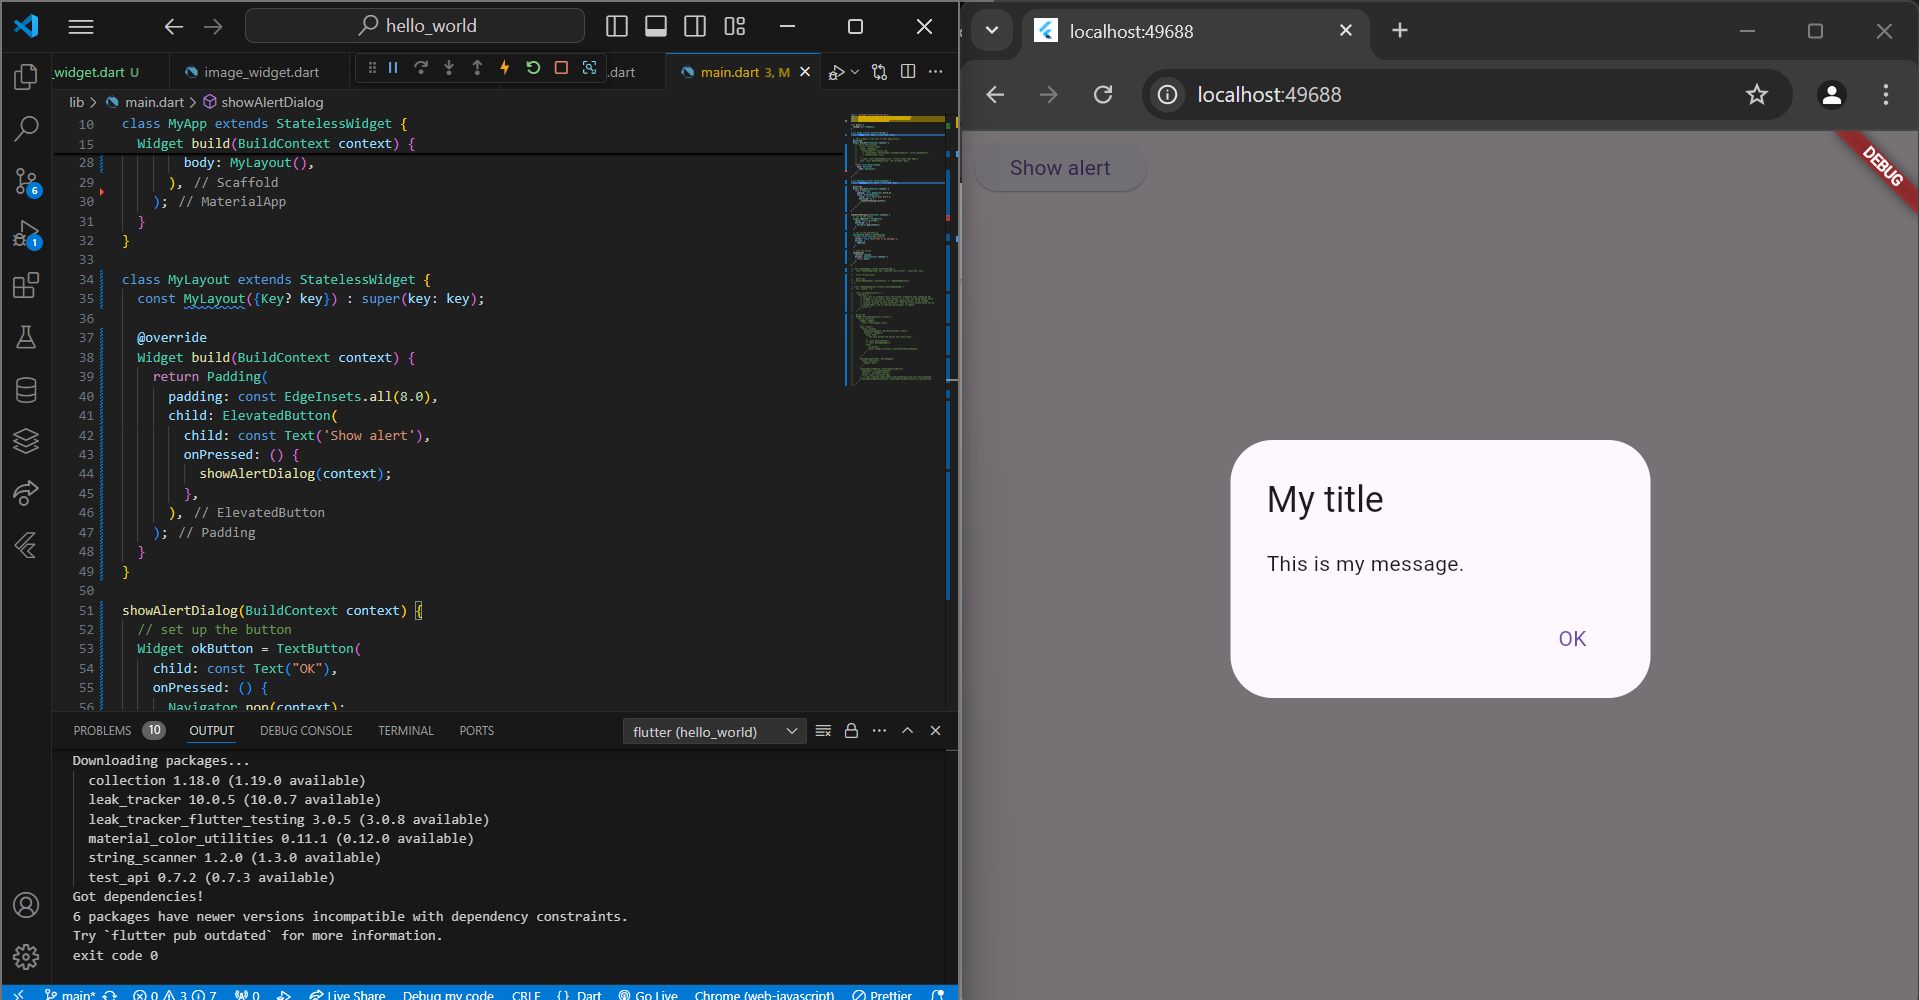 hello_world
_widget.dart U
image_widget.dart
.dart
main.dart 3, M
lib > main.dart > showAlertDialog
10 class MyApp extends StatelessWidget {
15 Widget build(BuildContext context) {
28 body: MyLayout(),
29 ), // Scaffold
30 ); // MaterialApp
31 }
32 }
33
34 class MyLayout extends StatelessWidget {
35 const MyLayout({Key? key}) : super(key: key);
36
37 @override
38 Widget build(BuildContext context) {
39 return Padding(
40 padding: const EdgeInsets.all(8.0),
41 child: ElevatedButton(
42 child: const Text('Show alert'),
43 onPressed: () {
44 showAlertDialog(context);
45 },
46 ), // ElevatedButton
47 ); // Padding
48 }
49 }
50
51 showAlertDialog(BuildContext context) {
52 // set up the button
53 Widget okButton = TextButton(
54 child: const Text("OK"),
55 onPressed: () {
56 Navigator.pop(context);
6
1
PROBLEMS 10 OUTPUT DEBUG CONSOLE TERMINAL PORTS flutter (hello_world)
Downloading packages...
collection 1.18.0 (1.19.0 available)
leak_tracker 10.0.5 (10.0.7 available)
leak_tracker_flutter_testing 3.0.5 (3.0.8 available)
material_color_utilities 0.11.1 (0.12.0 available)
string_scanner 1.2.0 (1.3.0 available)
test_api 0.7.2 (0.7.3 available)
Got dependencies!
6 packages have newer versions incompatible with dependency constraints.
Try `flutter pub outdated` for more information.
exit code 0
main* 0 3 7 0 Live Share Debug my code CRLF {} Dart Go Live Chrome (web-javascript) Prettier
localhost:49688
localhost:49688
Show alert
DEBUG
My title
This is my message.
OK